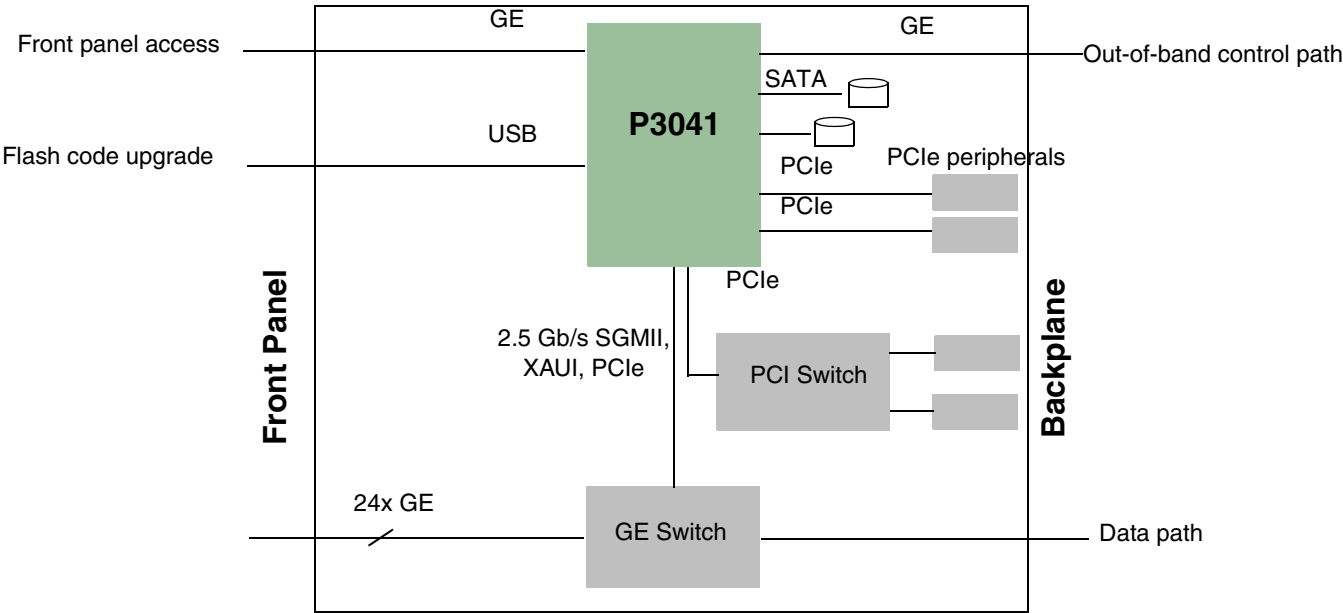 GE
GE
Front panel access
Out-of-band control path
SATA
P3041
USB
Flash code upgrade
PCIe
PCIe peripherals
PCIe
PCIe
Front Panel
Backplane
2.5 Gb/s SGMII,
XAUI, PCIe
PCI Switch
24x GE
GE Switch
Data path